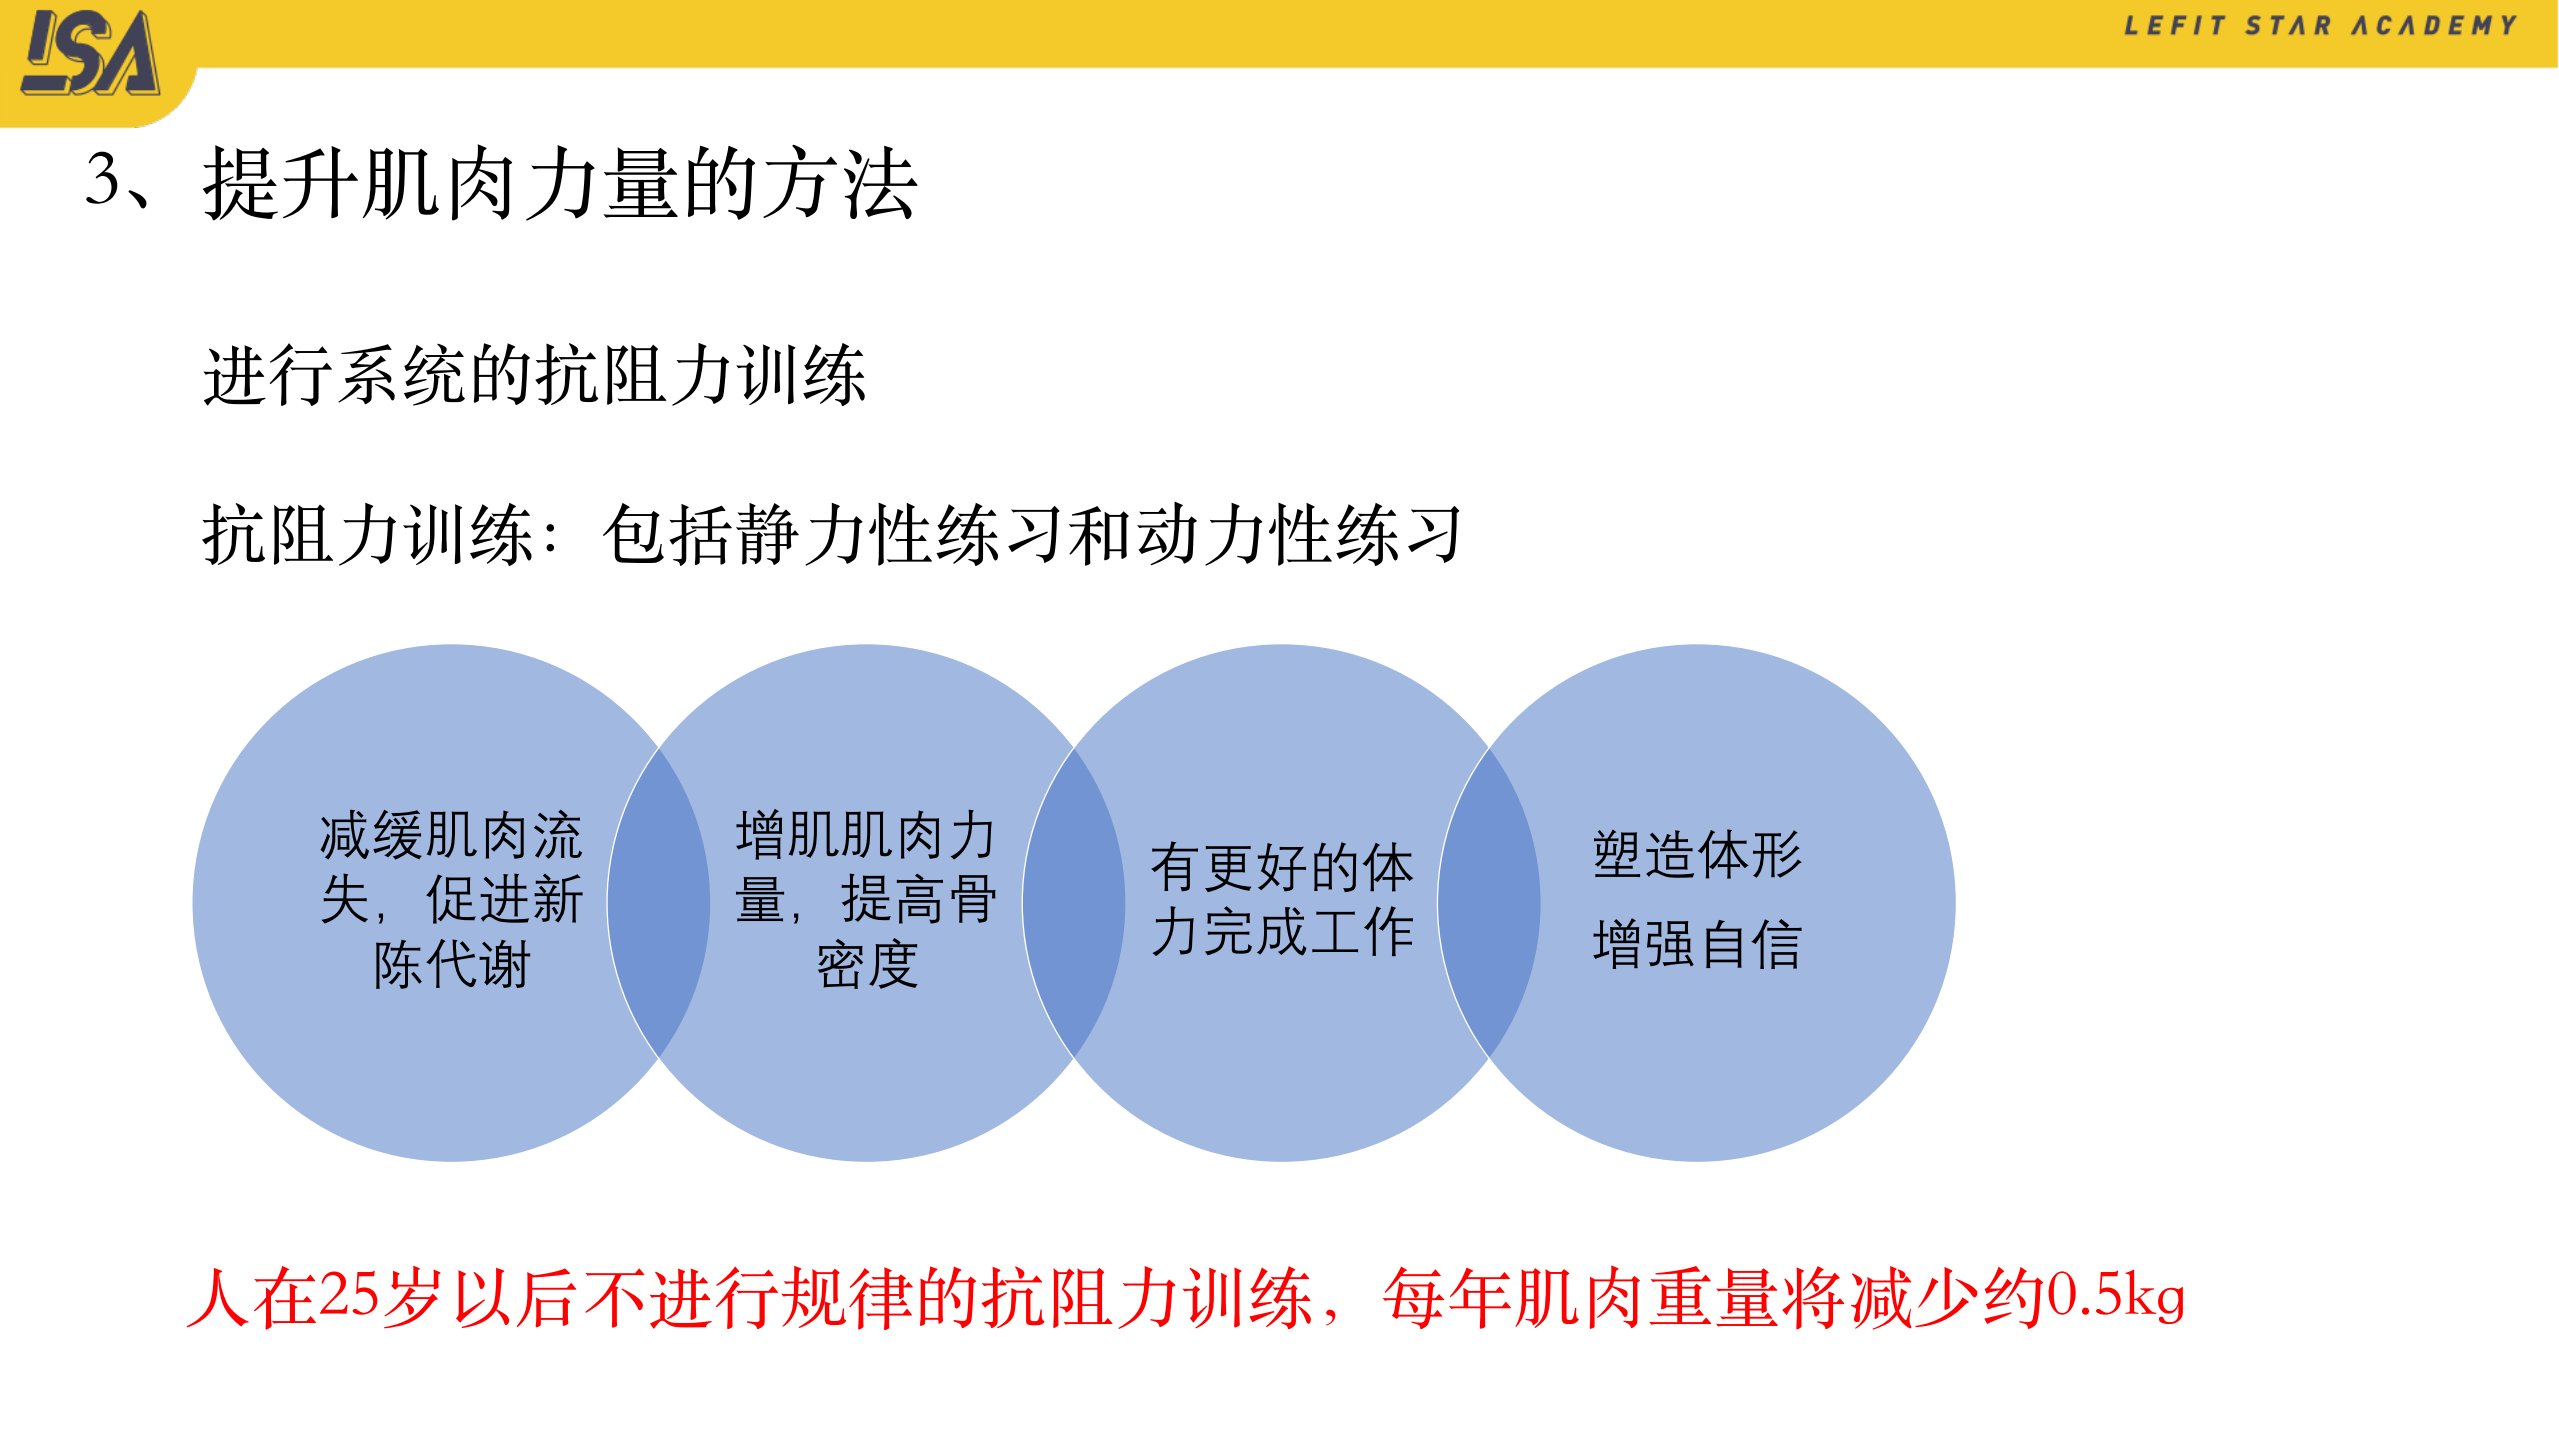 LSA
LEFIT STAR ACADEMY
3、提升肌肉力量的方法
进行系统的抗阻力训练
抗阻力训练：包括静力性练习和动力性练习
减缓肌肉流
失，促进新
陈代谢
增肌肌肉力
量，提高骨
密度
有更好的体
力完成工作
塑造体形
增强自信
人在25岁以后不进行规律的抗阻力训练，每年肌肉重量将减少约0.5kg